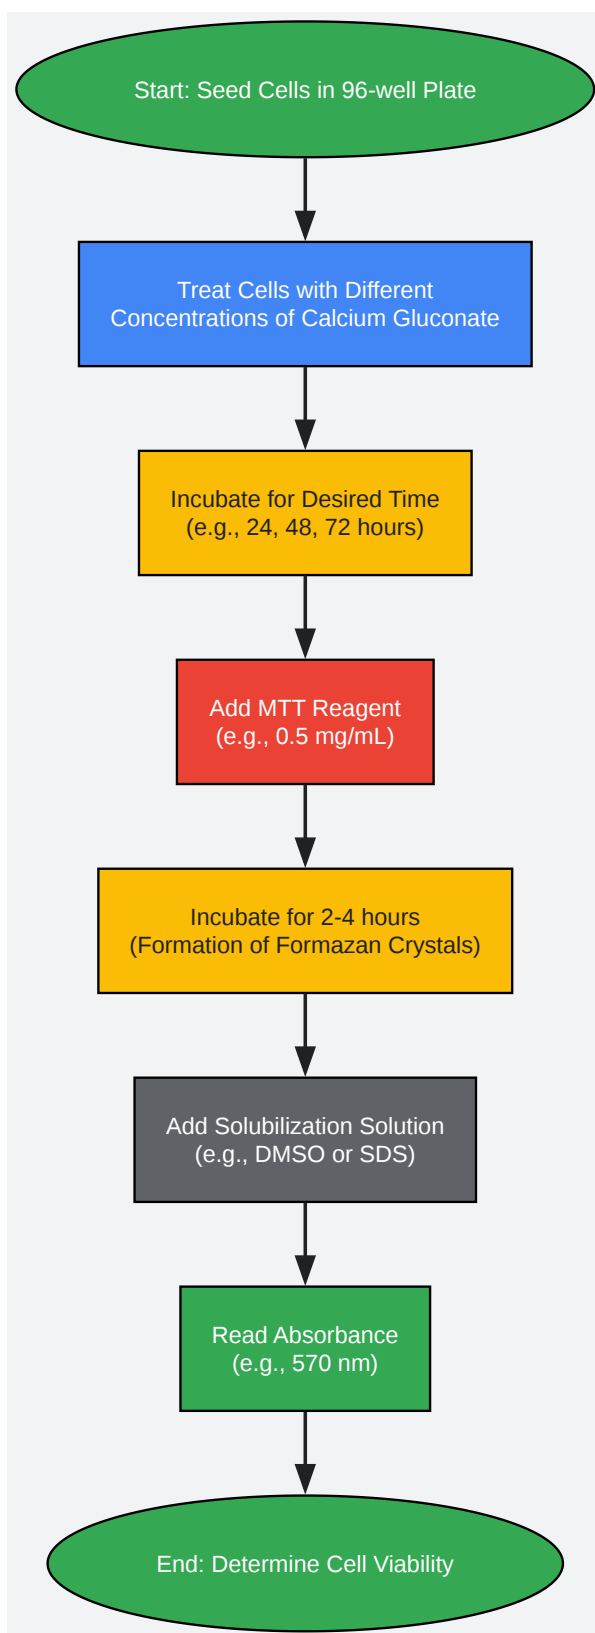 Start: Seed Cells in 96-well Plate
Treat Cells with Different
Concentrations of Calcium Gluconate
Incubate for Desired Time
(e.g., 24, 48, 72 hours)
Add MTT Reagent
(e.g., 0.5 mg/mL)
Incubate for 2-4 hours
(Formation of Formazan Crystals)
Add Solubilization Solution
(e.g., DMSO or SDS)
Read Absorbance
(e.g., 570 nm)
End: Determine Cell Viability